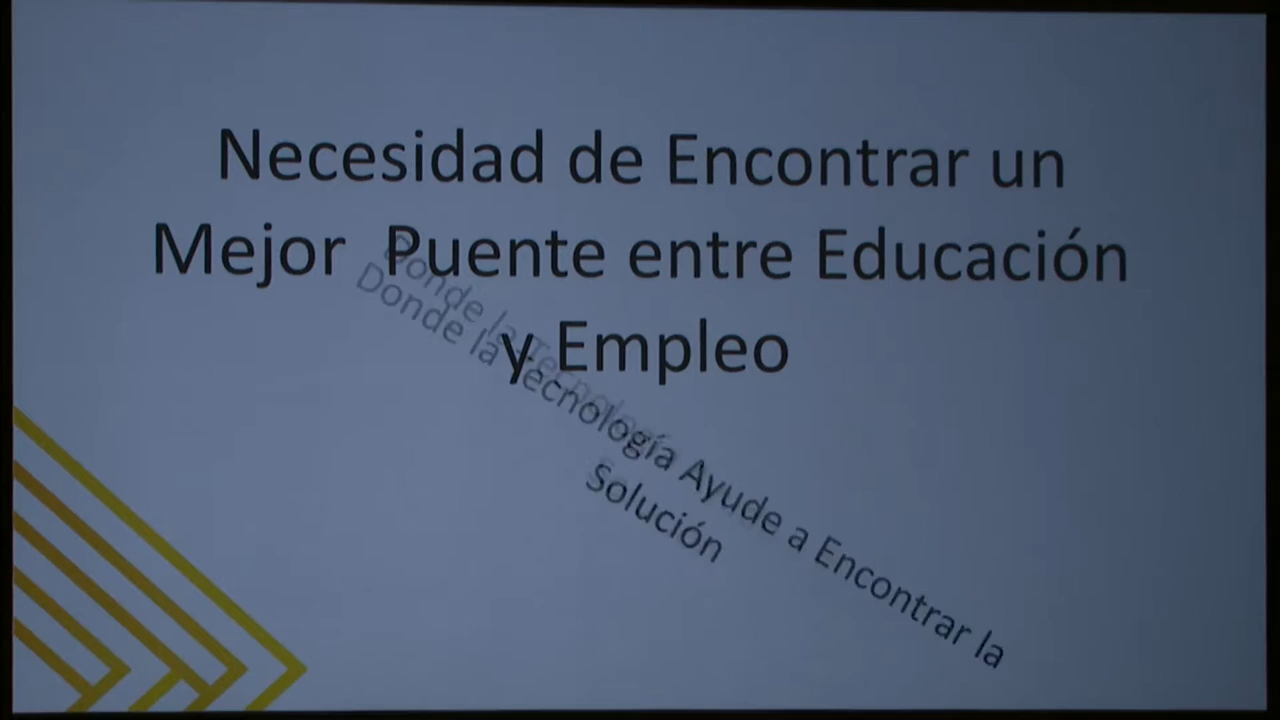 Necesidad de Encontrar un
Mejor Puente entre Educación
y Empleo
Donde la Tecnología Ayude a Encontrar la
Solución